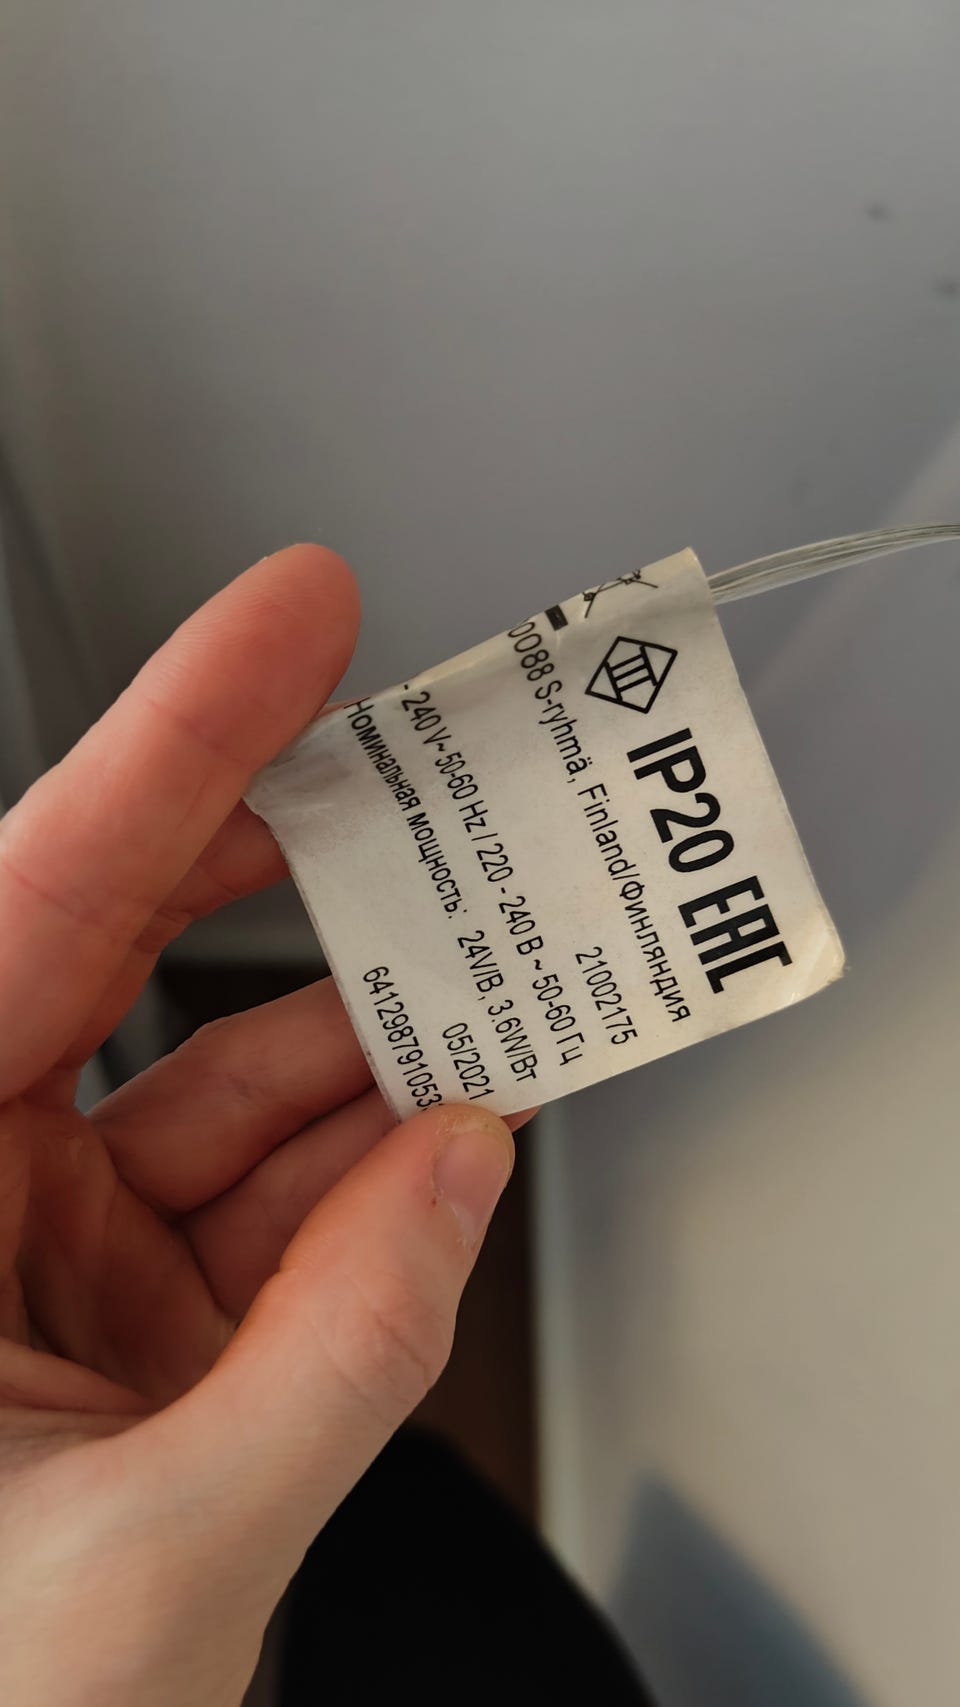 IP20 EAC
0088 S-ryhmä, Finland/Финляндия
21002175
- 240 V~ 50-60 Hz / 220 - 240 В ~ 50-60 Гц
Номинальная мощность: 24V/В, 3.6W/Вт
05/2021
641298791053